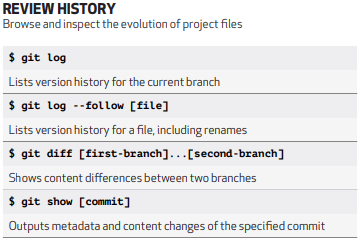 REVIEW HISTORY
Browse and inspect the evolution of project files
$ git log
Lists version history for the current branch
$ git log --follow [file]
Lists version history for a file, including renames
$ git diff [first-branch]...[second-branch]
Shows content differences between two branches
$ git show [commit]
Outputs metadata and content changes of the specified commit